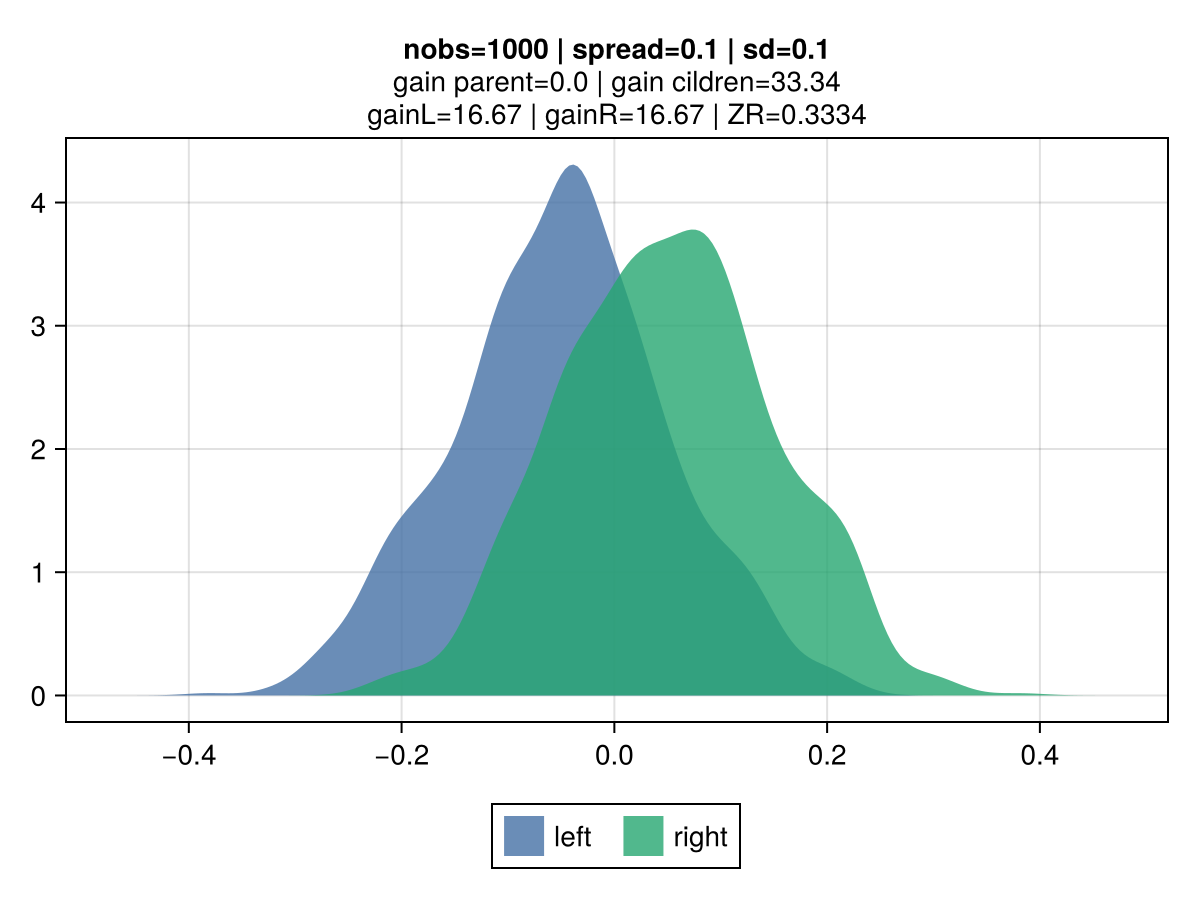 nobs=1000 | spread=0.1 | sd=0.1
gain parent=0.0 | gain cildren=33.34
gainL=16.67 | gainR=16.67 | ZR=0.3334
4
3
2
1
0
−0.4 −0.2 0.0 0.2 0.4
left right